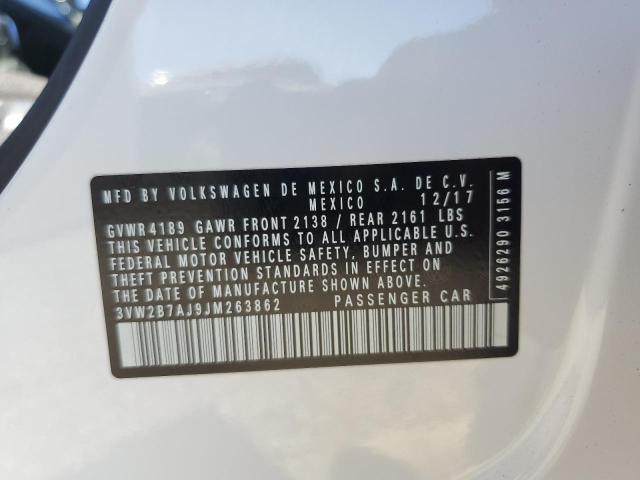 MFD BY VOLKSWAGEN DE MEXICO S.A. DE C.V.
MEXICO 12/17
GVWR 4189 GAWR FRONT 2138 / REAR 2161 LBS
THIS VEHICLE CONFORMS TO ALL APPLICABLE U.S.
FEDERAL MOTOR VEHICLE SAFETY, BUMPER AND
THEFT PREVENTION STANDARDS IN EFFECT ON
THE DATE OF MANUFACTURE SHOWN ABOVE
3VW2B7AJ9JM263862 PASSENGER CAR
4926290 3156 M